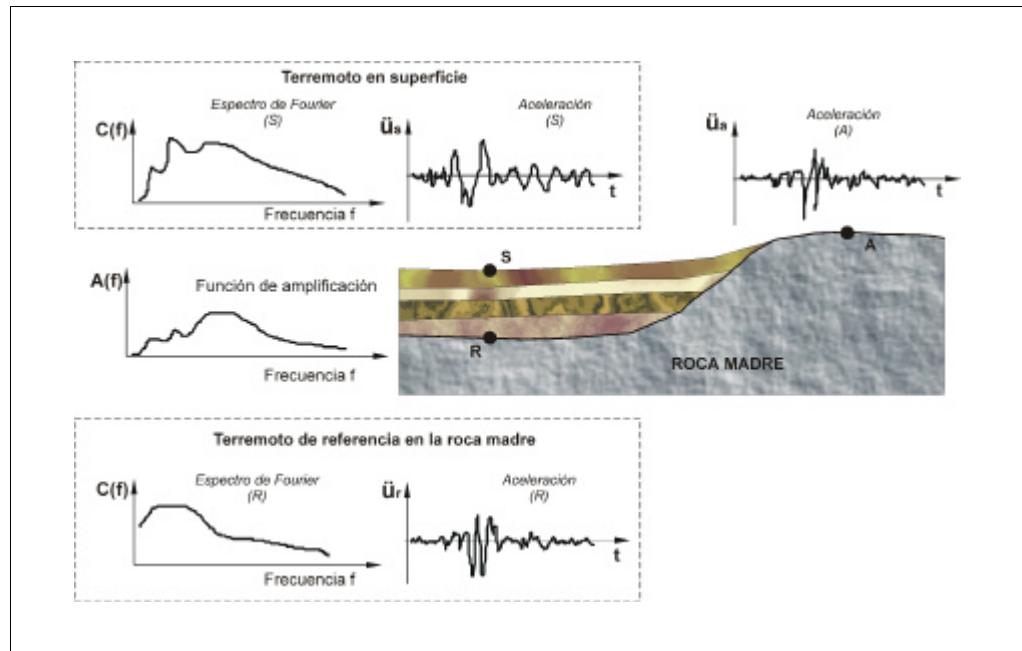 Terremoto en superficie
Espectro de Fourier
(S)
Aceleración
(S)
Aceleración
(A)
C(f)
üs
üs
t
t
Frecuencia f
S
A
A(f)
Función de amplificación
R
ROCA MADRE
Frecuencia f
Terremoto de referencia en la roca madre
Espectro de Fourier
(R)
Aceleración
(R)
C(f)
ür
t
Frecuencia f